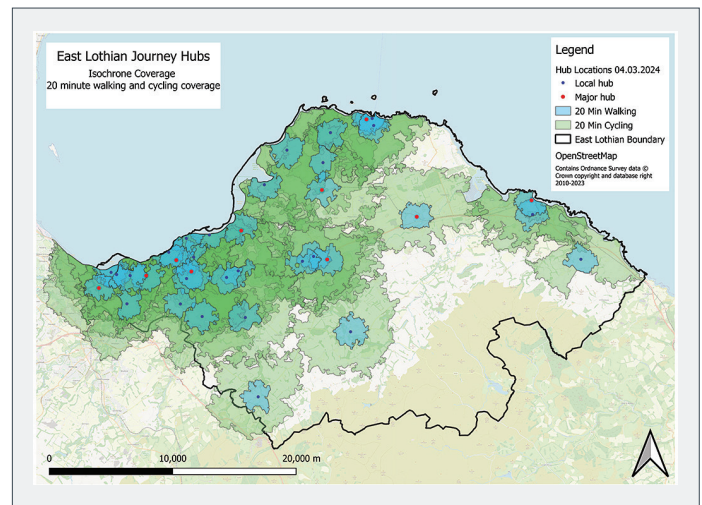 East Lothian Journey Hubs
Isochrone Coverage
20 minute walking and cycling coverage
Legend
Hub Locations 04.03.2024
Local hub
Major hub
20 Min Walking
20 Min Cycling
East Lothian Boundary
OpenStreetMap
Contains Ordnance Survey data ©
Crown copyright and database right
2010-2023
0 10,000 20,000 m